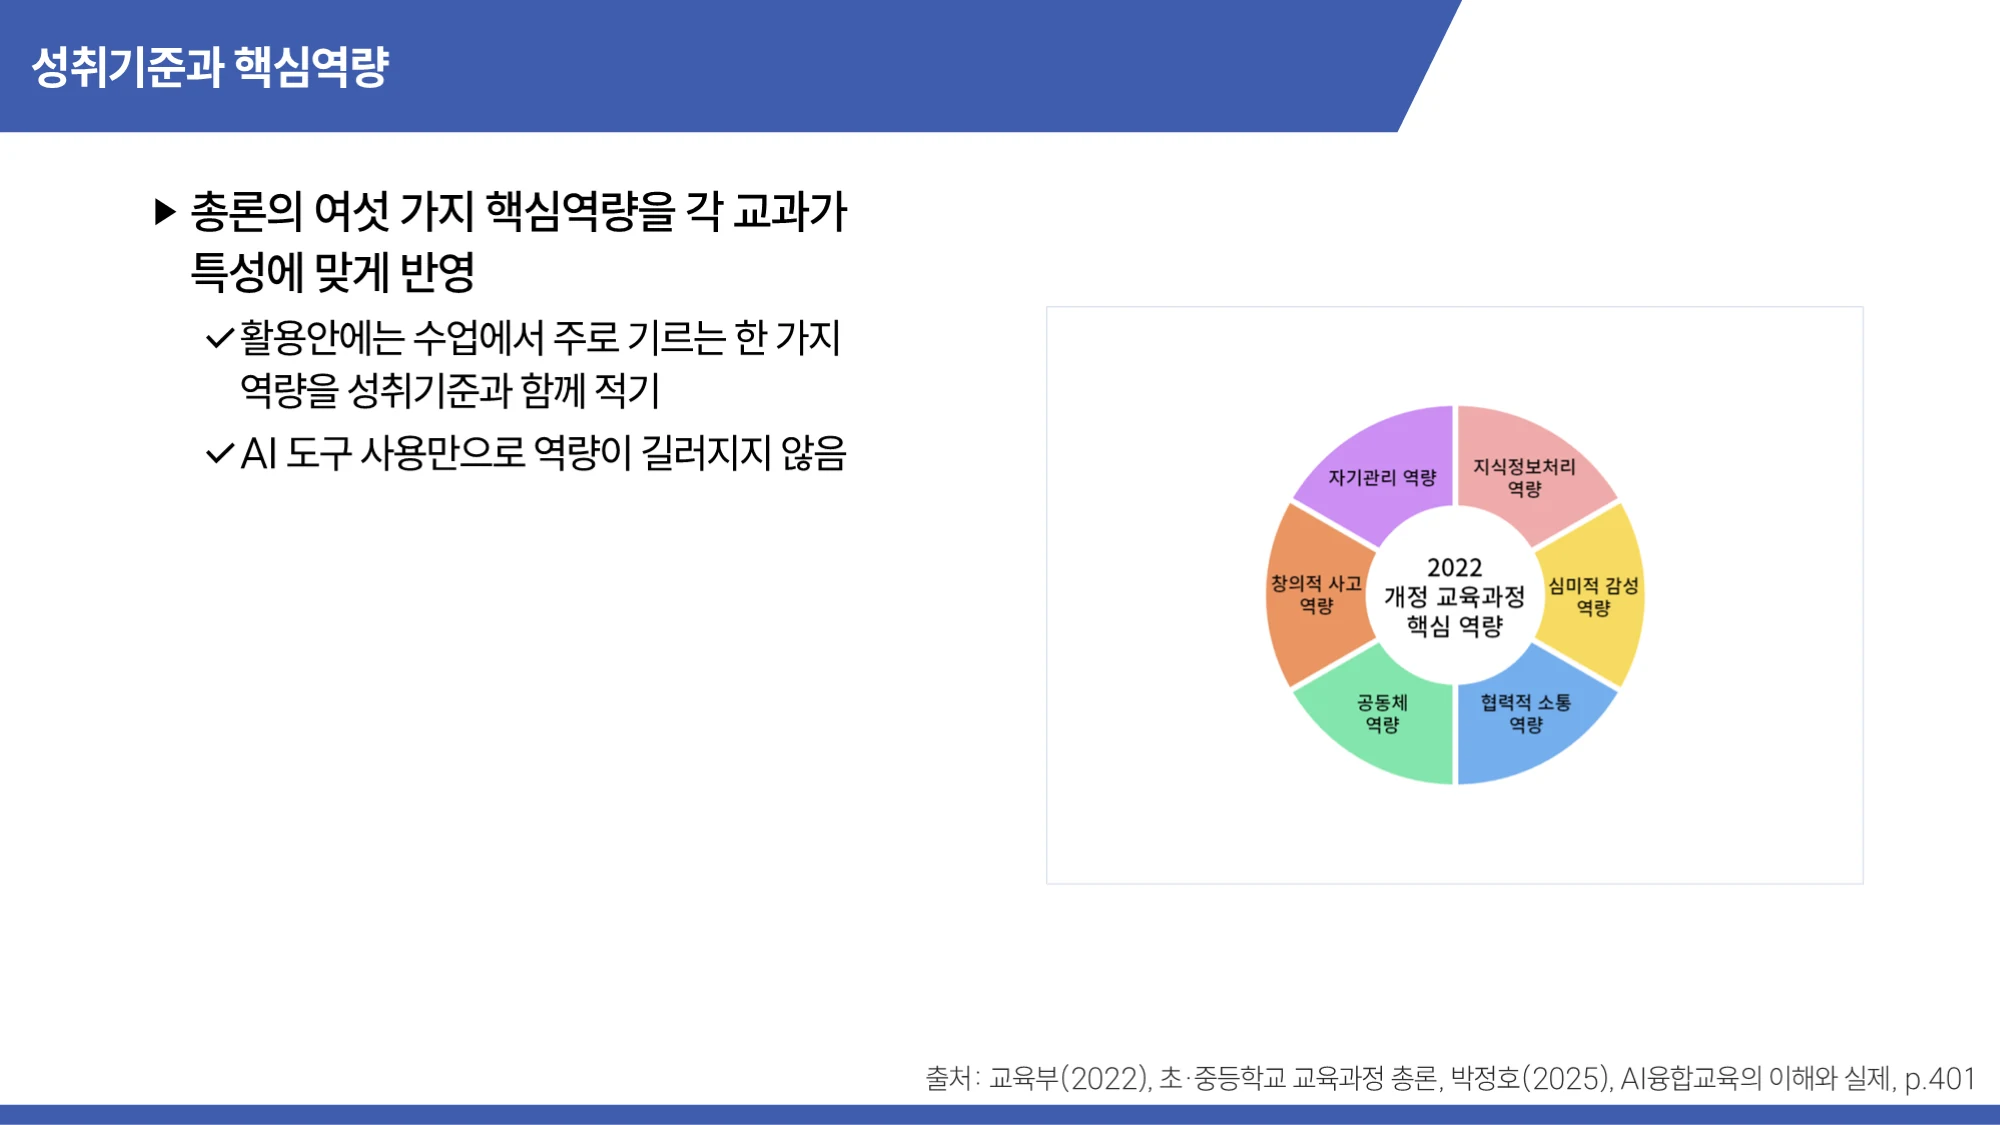 성취기준과 핵심역량
▶ 총론의 여섯 가지 핵심역량을 각 교과가
특성에 맞게 반영
✓활용안에는 수업에서 주로 기르는 한 가지
역량을 성취기준과 함께 적기
✓AI 도구 사용만으로 역량이 길러지지 않음
자기관리 역량
지식정보처리
역량
창의적 사고
역량
2022
개정 교육과정
핵심 역량
심미적 감성
역량
공동체
역량
협력적 소통
역량
출처: 교육부(2022), 초·중등학교 교육과정 총론, 박정호(2025), AI융합교육의 이해와 실제, p.401